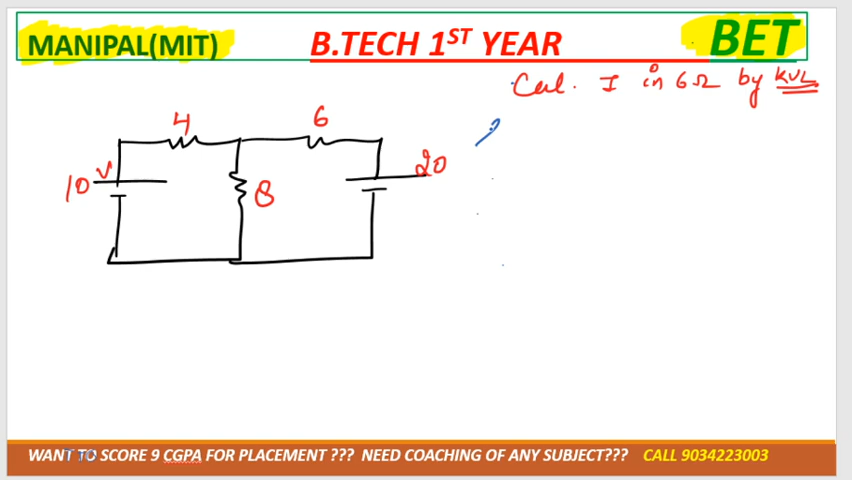 MANIPAL(MIT) B.TECH 1ST YEAR BET
Cal. I in 6Ω by KVL
4 6
10 V 8 20
WANT TO SCORE 9 CGPA FOR PLACEMENT ??? NEED COACHING OF ANY SUBJECT??? CALL 9034223003